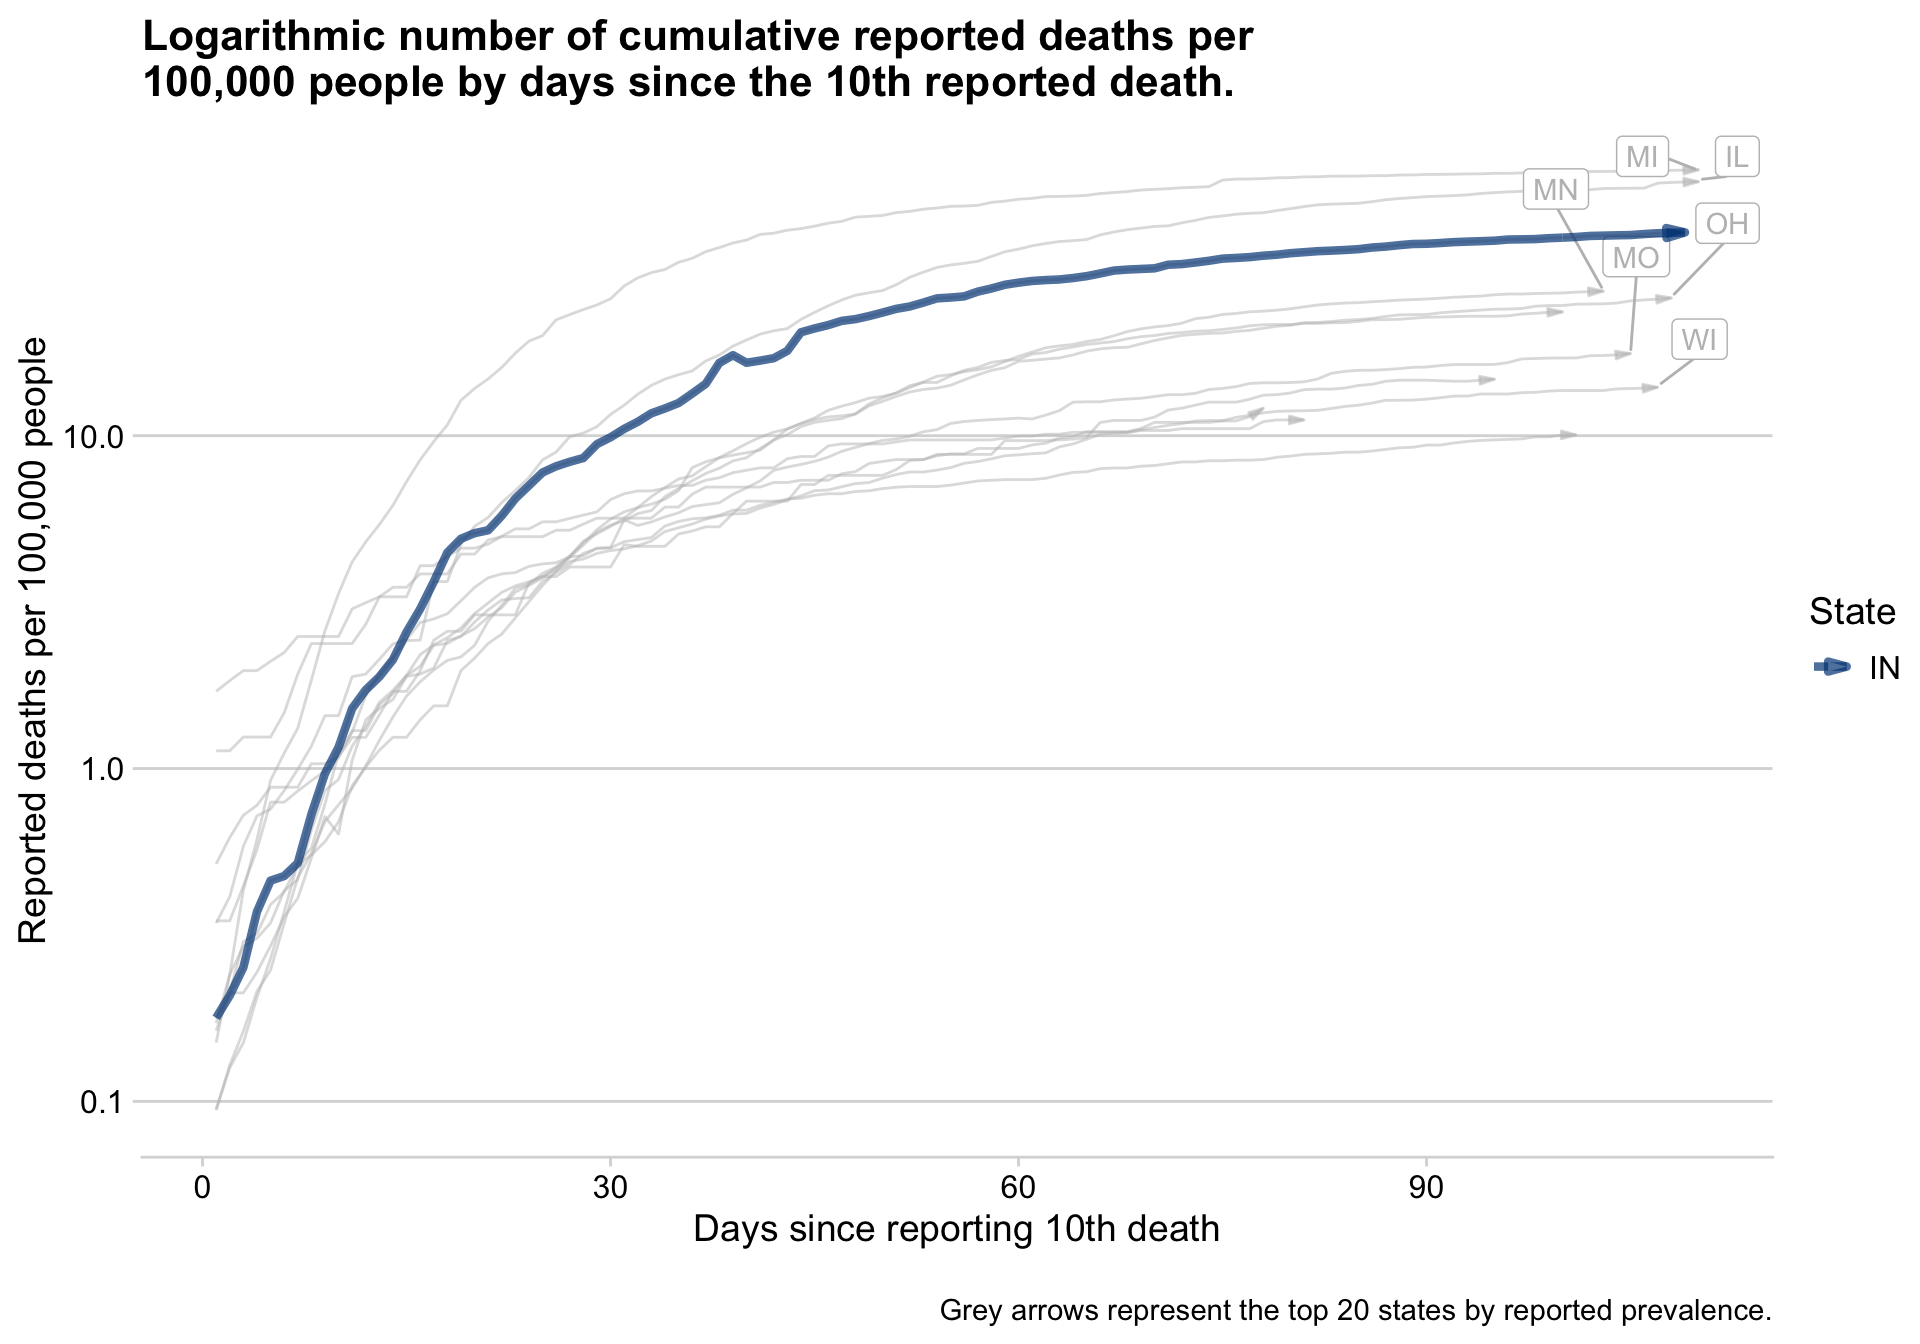 Logarithmic number of cumulative reported deaths per
100,000 people by days since the 10th reported death.
MI
IL
MN
OH
MO
WI
Reported deaths per 100,000 people
10.0
1.0
0.1
State
IN
0
30
60
90
Days since reporting 10th death
Grey arrows represent the top 20 states by reported prevalence.